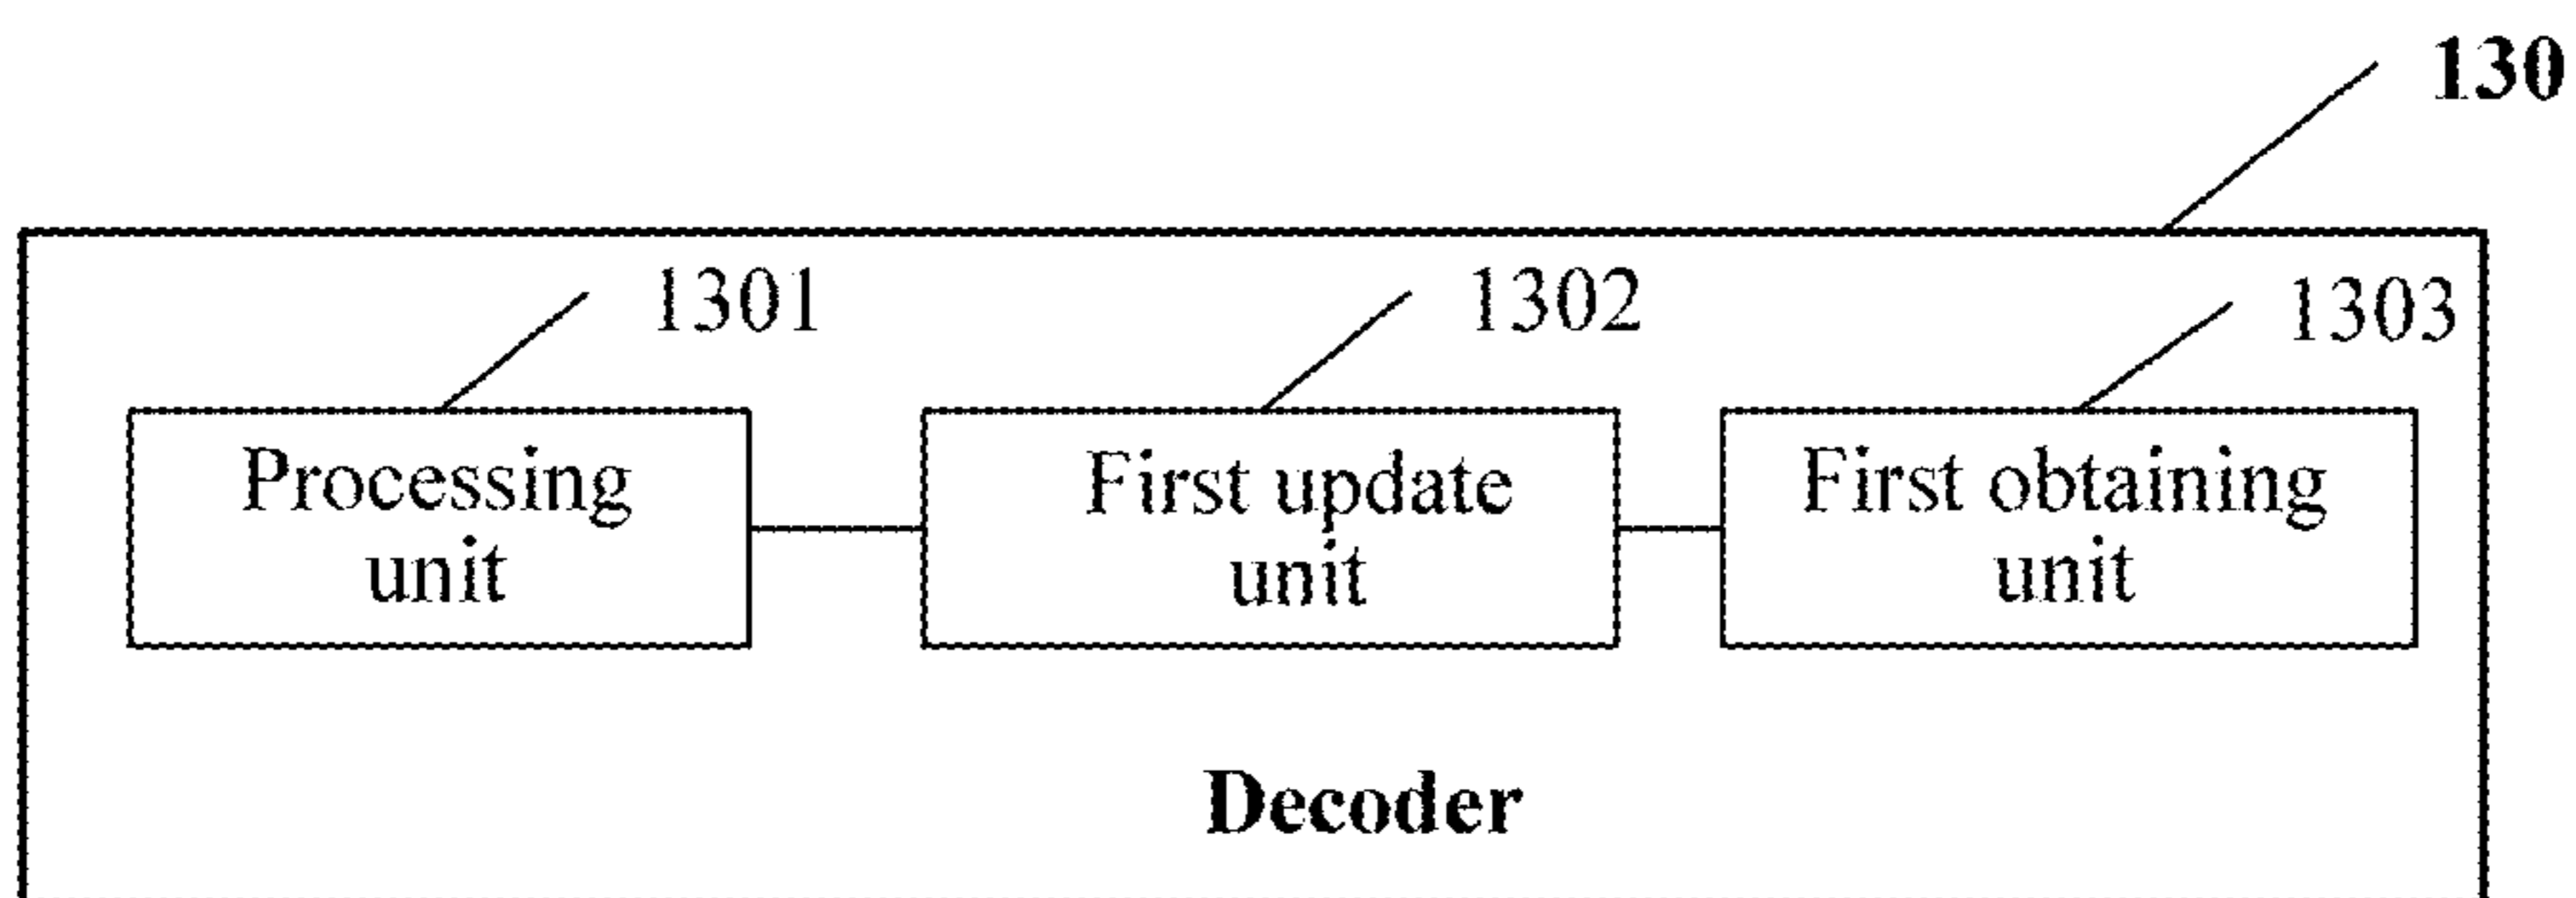 130
1301
1302
1303
Processing
unit
First update
unit
First obtaining
unit
Decoder